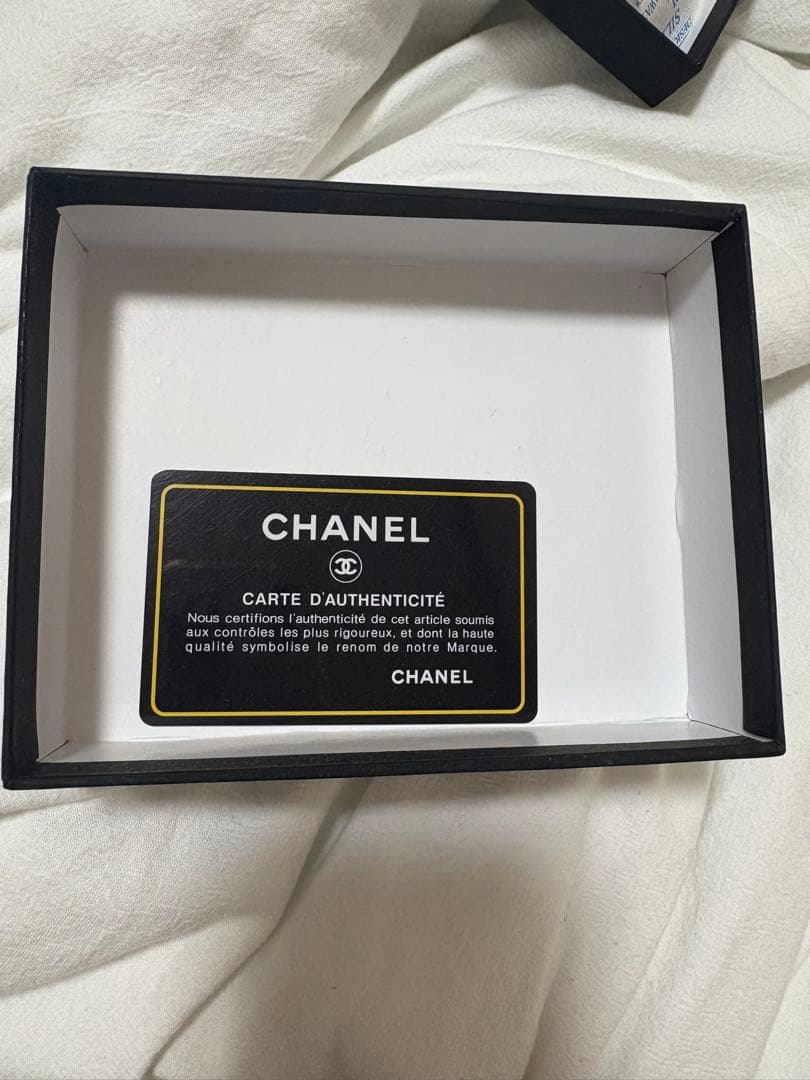 CHANEL
CARTE D'AUTHENTICITÉ
Nous certifions l'authenticité de cet article soumis
aux contrôles les plus rigoureux, et dont la haute
qualité symbolise le renom de notre Marque.
CHANEL